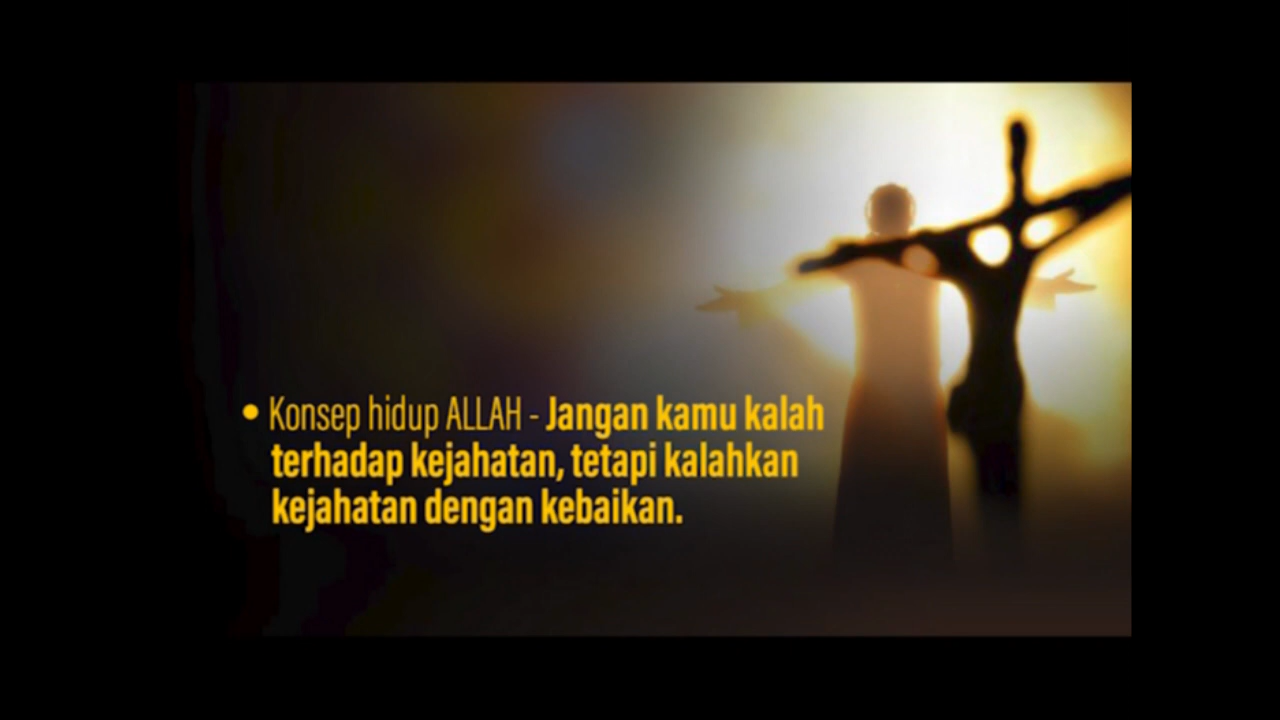 • Konsep hidup ALLAH - Jangan kamu kalah
terhadap kejahatan, tetapi kalahkan
kejahatan dengan kebaikan.